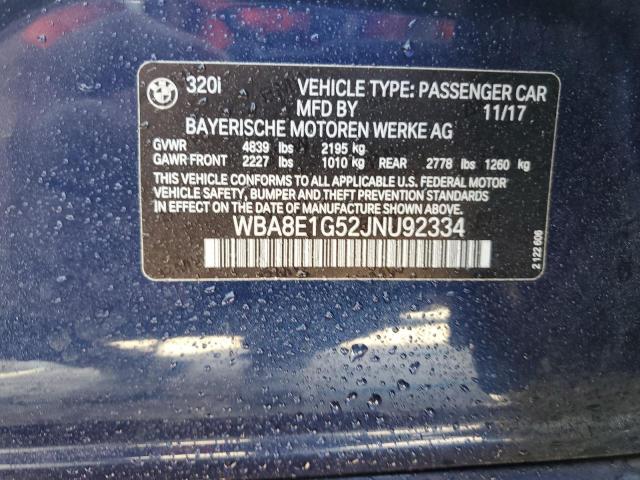 320i VEHICLE TYPE: PASSENGER CAR
MFD BY 11/17
BAYERISCHE MOTOREN WERKE AG
GVWR 4839 lbs 2195 kg
GAWR FRONT 2227 lbs 1010 kg REAR 2778 lbs 1260 kg
THIS VEHICLE CONFORMS TO ALL APPLICABLE U.S. FEDERAL MOTOR
VEHICLE SAFETY, BUMPER AND THEFT PREVENTION STANDARDS
IN EFFECT ON THE DATE OF MANUFACTURE SHOWN ABOVE.
WBA8E1G52JNU92334
2 122 606